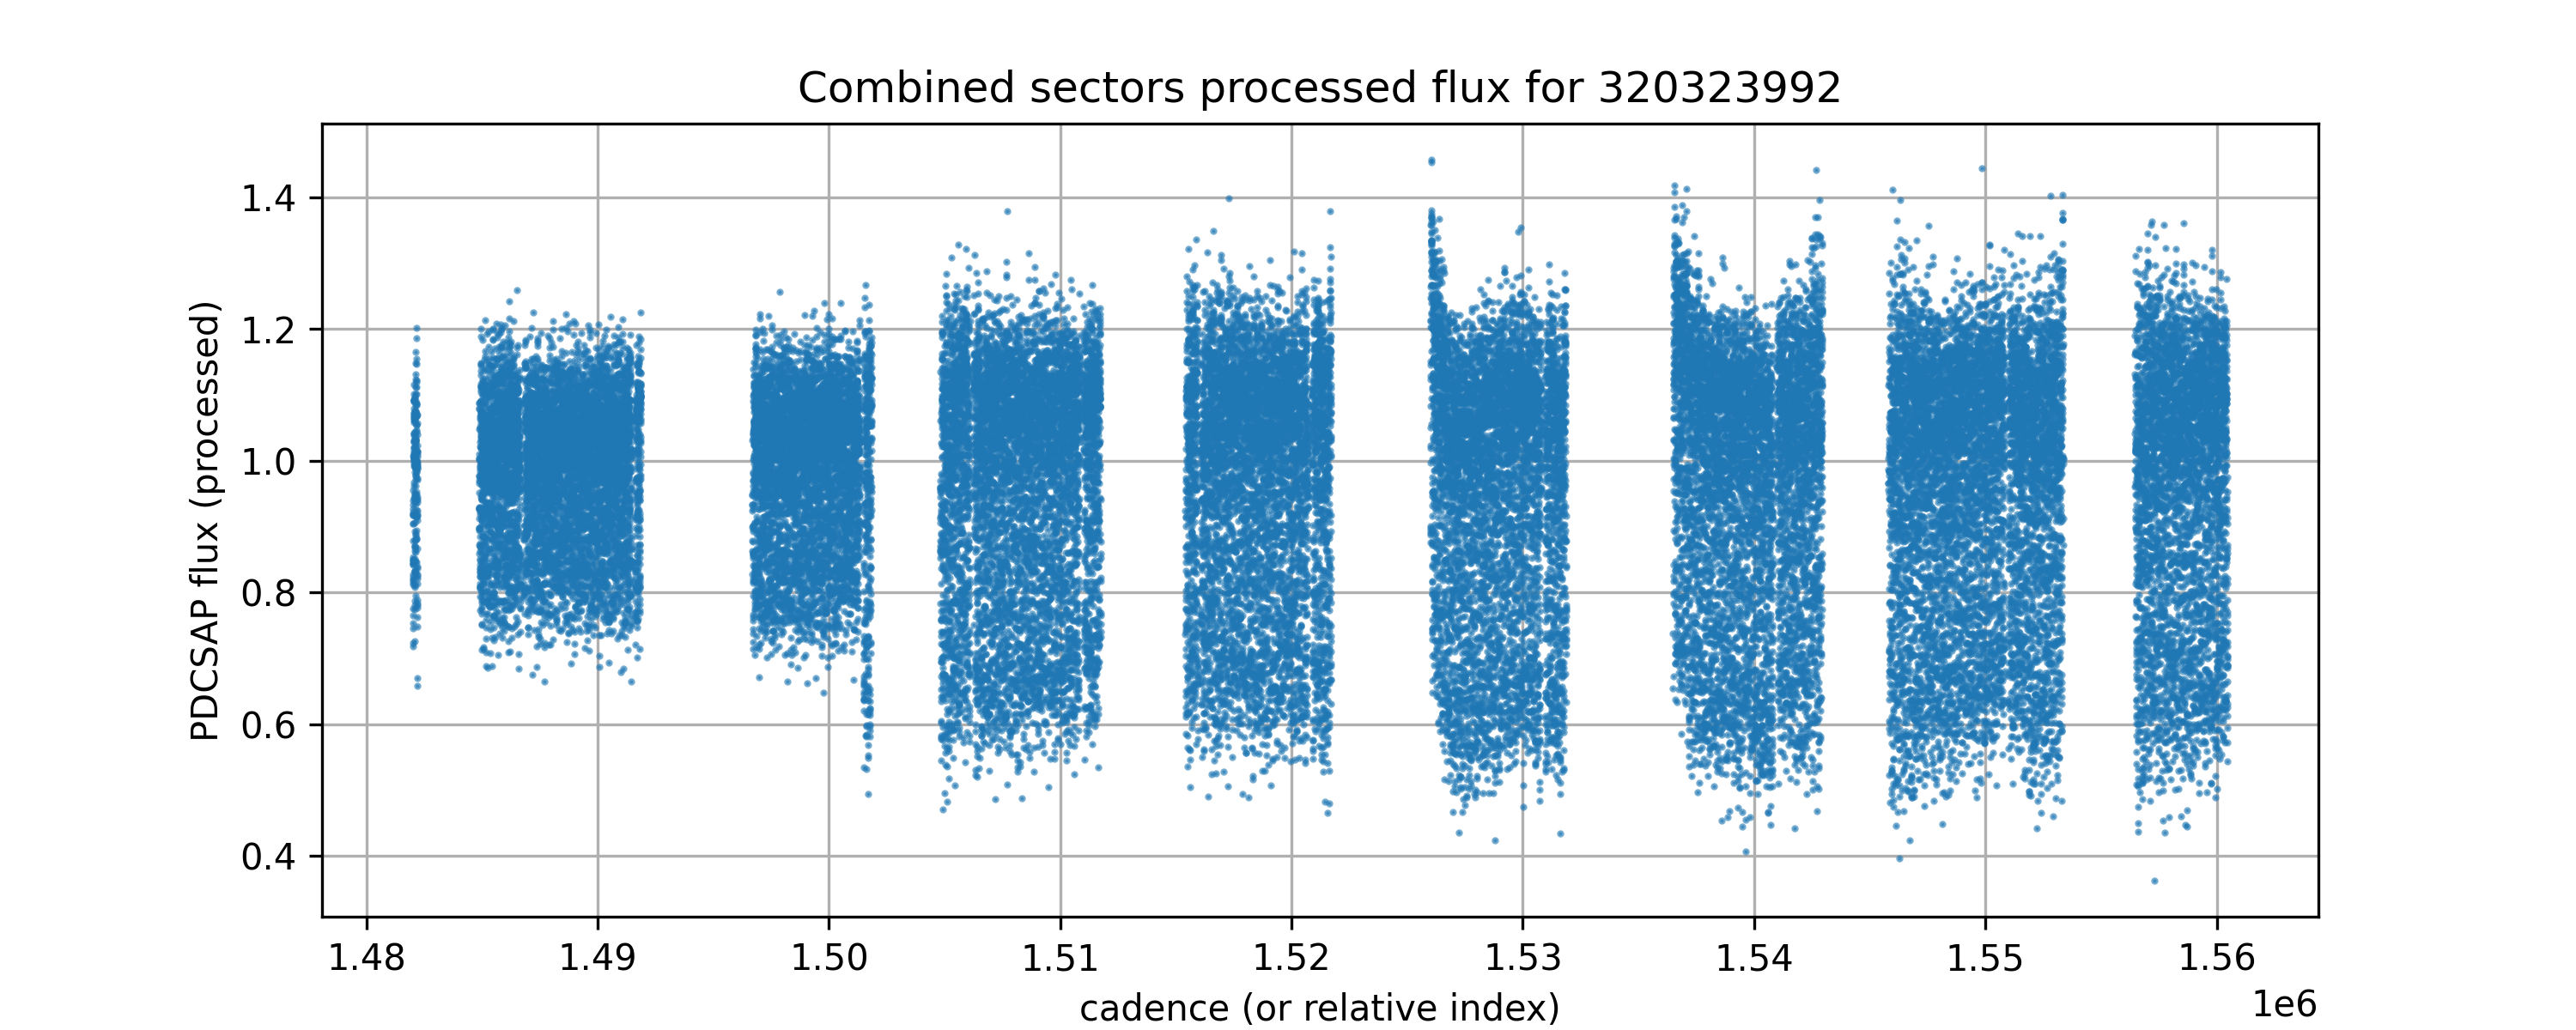 Combined sectors processed flux for 320323992
PDCSAP flux (processed)
1.4
1.2
1.0
0.8
0.6
0.4
1.48 1.49 1.50 1.51 1.52 1.53 1.54 1.55 1.56
cadence (or relative index)
1e6